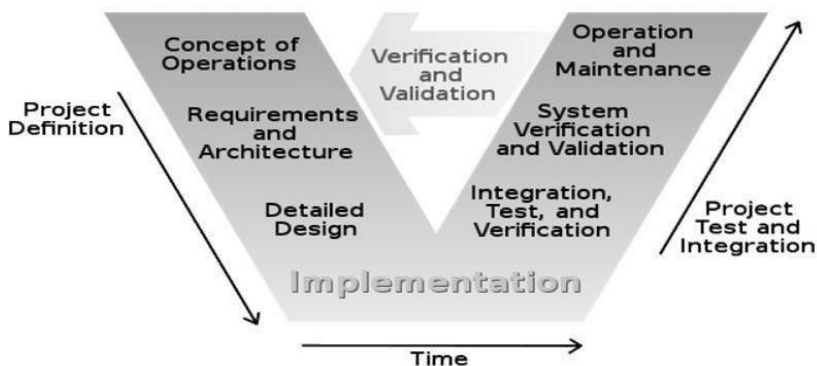 Concept of
Operations
Verification
and
Validation
Operation
and
Maintenance
Project
Definition
Requirements
and
Architecture
System
Verification
and Validation
Detailed
Design
Integration,
Test, and
Verification
Project
Test and
Integration
Implementation
Time